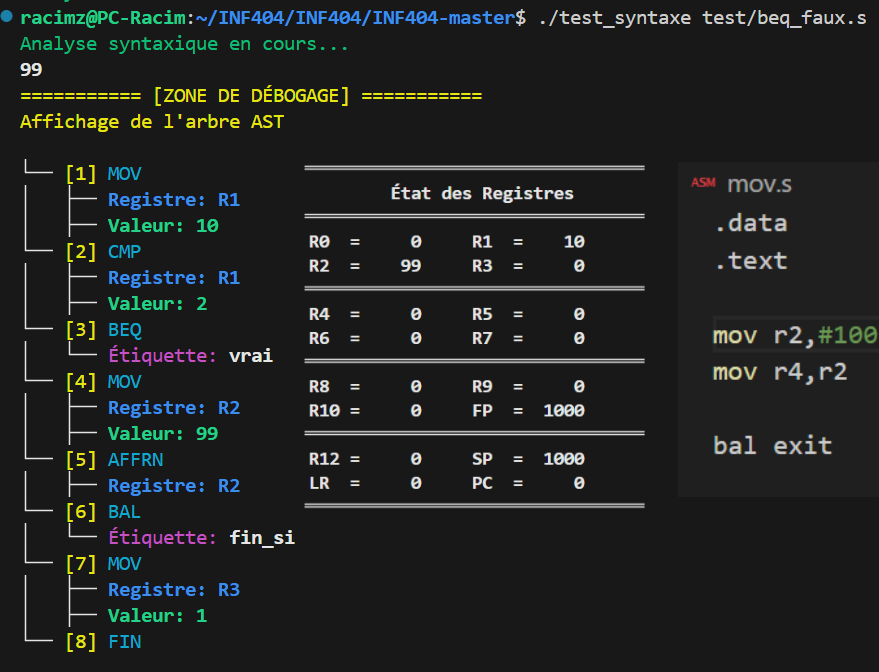 racimz@PC-Racim:~/INF404/INF404/INF404-master$ ./test_syntaxe test/beq_faux.s
Analyse syntaxique en cours...
99
=========== [ZONE DE DÉBOGAGE] ===========
Affichage de l'arbre AST
[1] MOV
Registre: R1
Valeur: 10
[2] CMP
Registre: R1
Valeur: 2
[3] BEQ
Étiquette: vrai
[4] MOV
Registre: R2
Valeur: 99
[5] AFFRN
Registre: R2
[6] BAL
Étiquette: fin_si
[7] MOV
Registre: R3
Valeur: 1
[8] FIN
État des Registres
R0 = 0 R1 = 10
R2 = 99 R3 = 0
R4 = 0 R5 = 0
R6 = 0 R7 = 0
R8 = 0 R9 = 0
R10 = 0 FP = 1000
R12 = 0 SP = 1000
LR = 0 PC = 0
ASM mov.s
.data
.text
mov r2,#100
mov r4,r2
bal exit